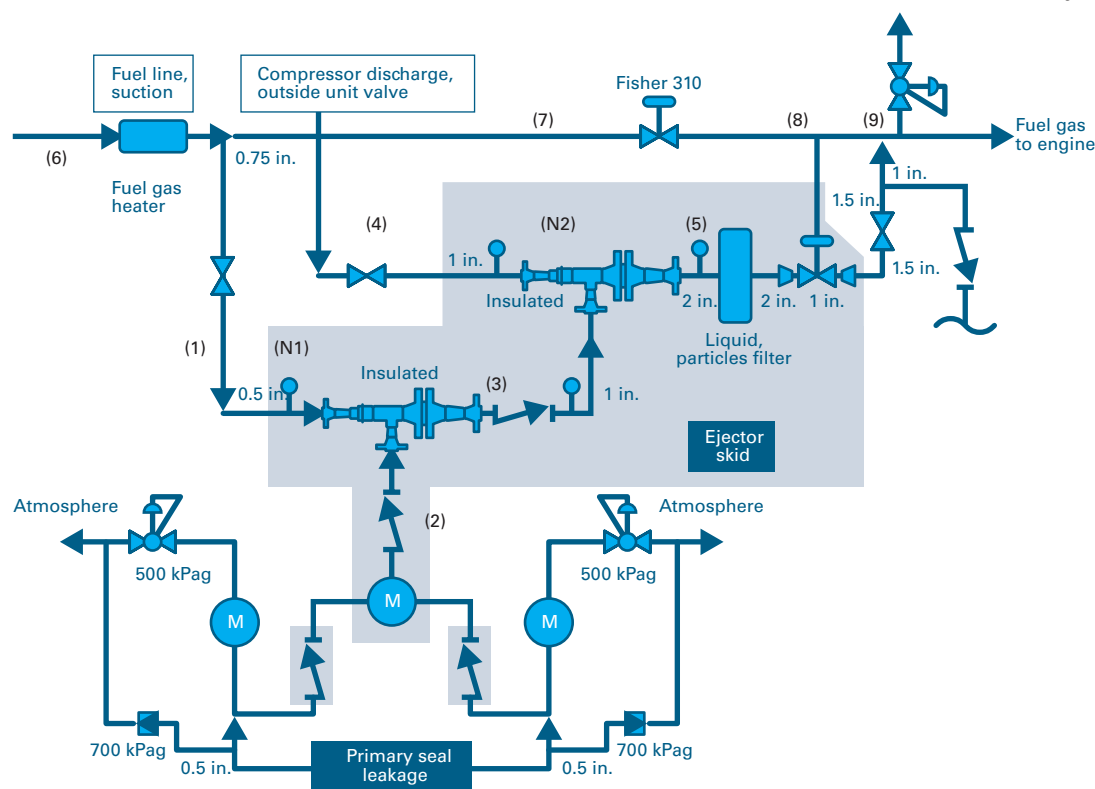 Fuel line,
suction
Compressor discharge,
outside unit valve
Fisher 310
(6)
Fuel gas
heater
0.75 in.
(7)
(8)
(9)
Fuel gas
to engine
1 in.
1.5 in.
(4)
1 in.
(N2)
Insulated
(5)
2 in.
2 in.
1 in.
1.5 in.
Liquid,
particles filter
(1)
(N1)
0.5 in.
Insulated
(3)
1 in.
Ejector
skid
Atmosphere
500 kPag
(2)
Atmosphere
500 kPag
M
M
M
700 kPag
0.5 in.
Primary seal
leakage
0.5 in.
700 kPag